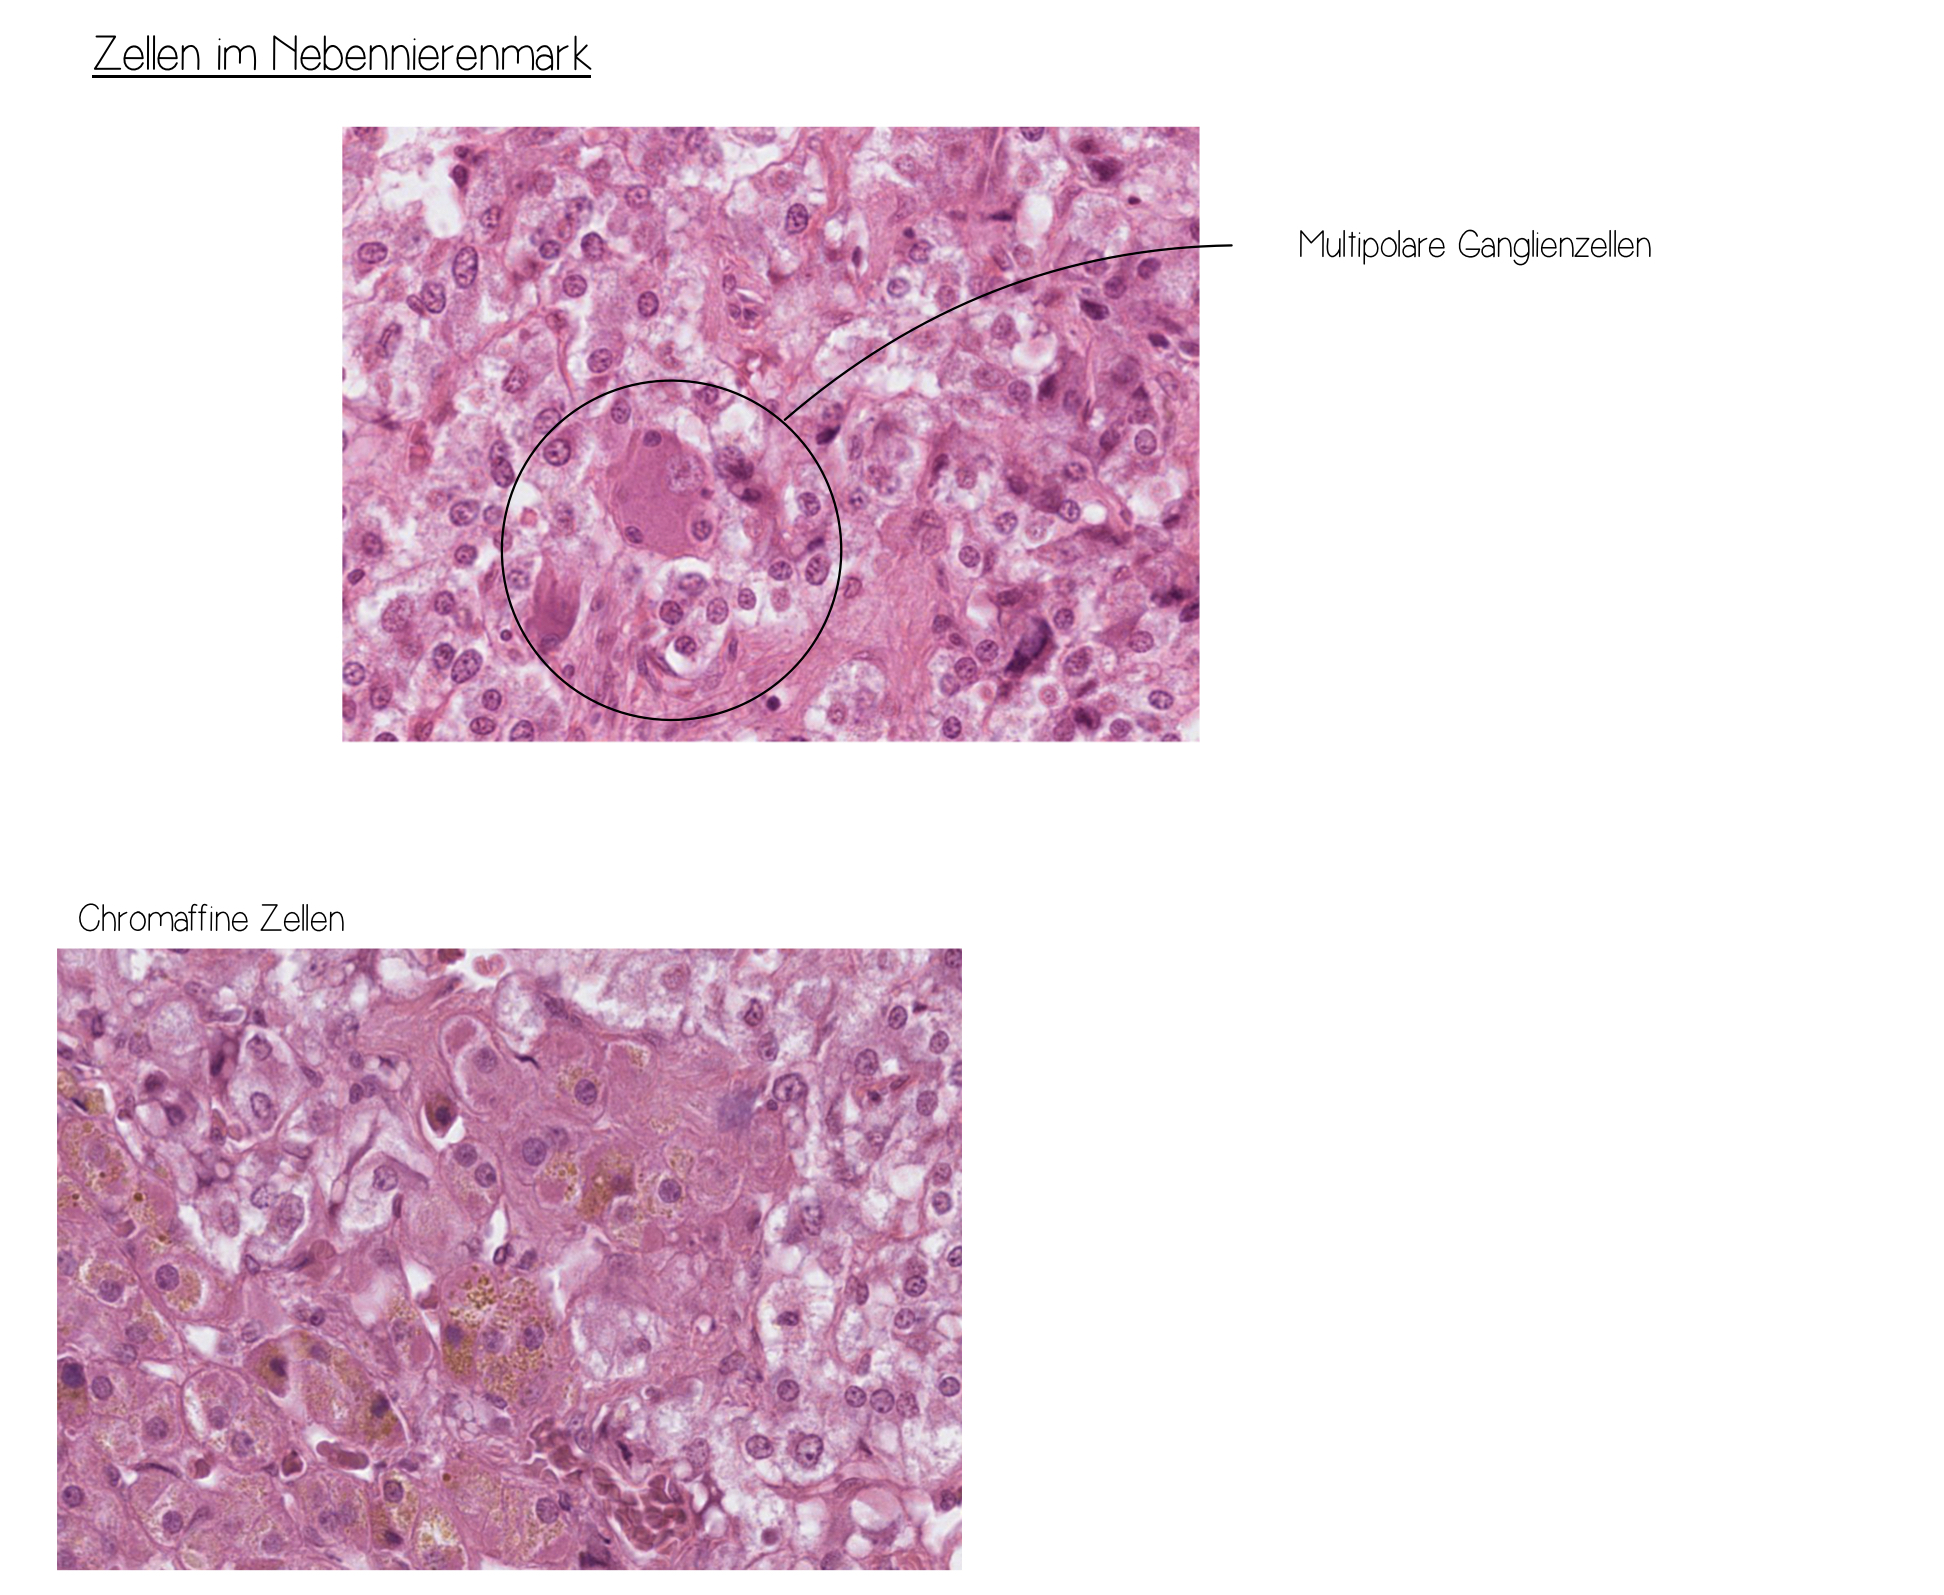 Zellen im Nebennierenmark
Multipolare Ganglienzellen
Chromaffine Zellen